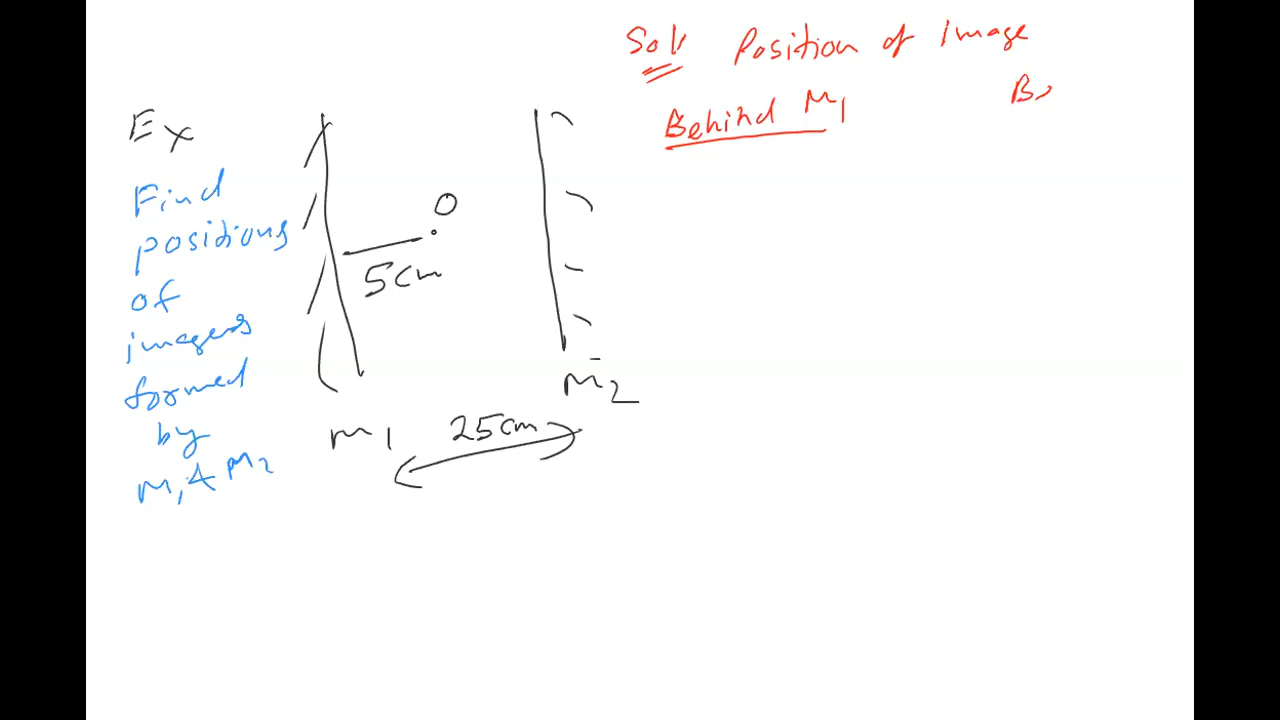 Sol: Position of Image
Behind M1
Ex
Find
positions
of
images
formed
by
M1 & M2
O
5cm
M1
M2
25cm